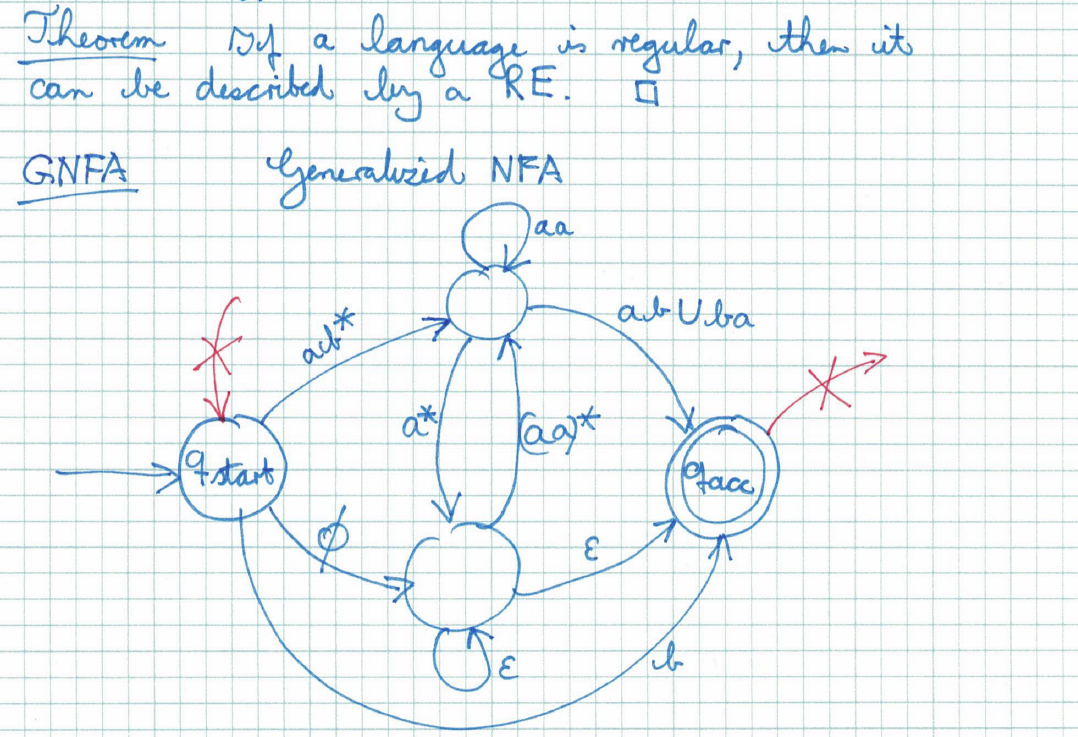 Theorem If a language is regular, then it
can be described by a RE. □
GNFA Generalized NFA
aa
ab*
ab ∪ ba
a*
(aa)*
qstart
qacc
∅
ε
ε
b